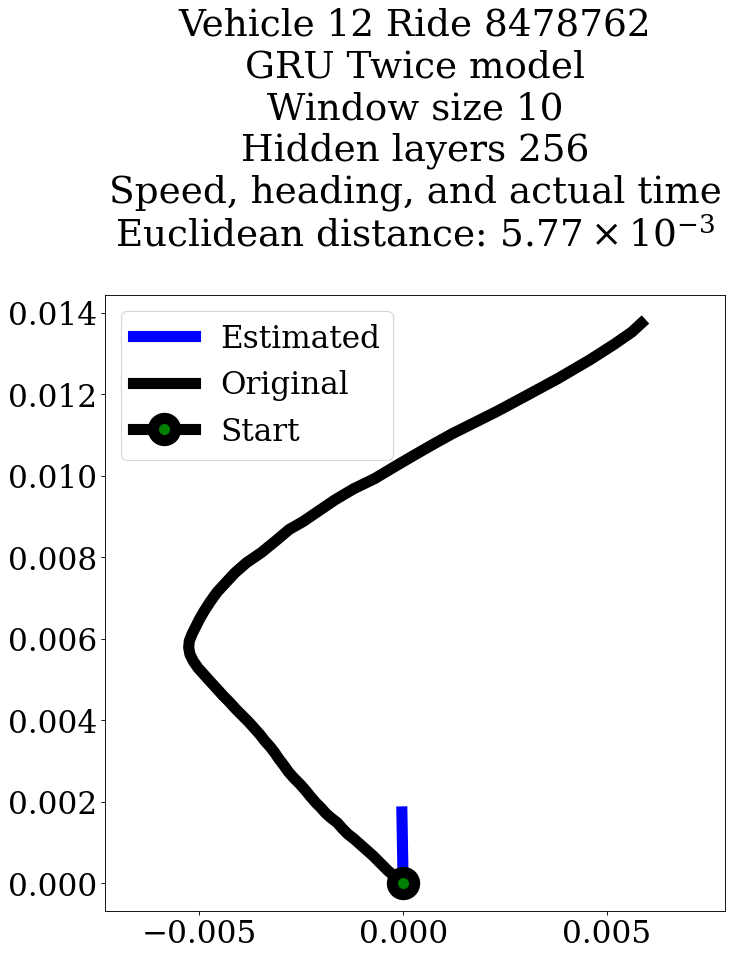 Vehicle 12 Ride 8478762
GRU Twice model
Window size 10
Hidden layers 256
Speed, heading, and actual time
Euclidean distance: 5.77 × 10⁻³
Estimated
Original
Start
0.014
0.012
0.010
0.008
0.006
0.004
0.002
0.000
−0.005 0.000 0.005